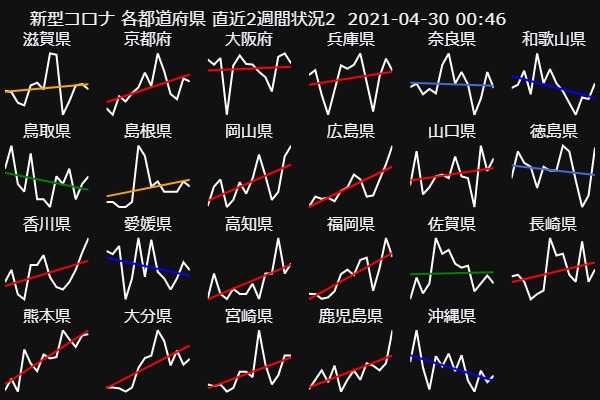 新型コロナ 各都道府県 直近2週間状況2 2021-04-30 00:46
滋賀県 京都府 大阪府 兵庫県 奈良県 和歌山県
鳥取県 島根県 岡山県 広島県 山口県 徳島県
香川県 愛媛県 高知県 福岡県 佐賀県 長崎県
熊本県 大分県 宮崎県 鹿児島県 沖縄県